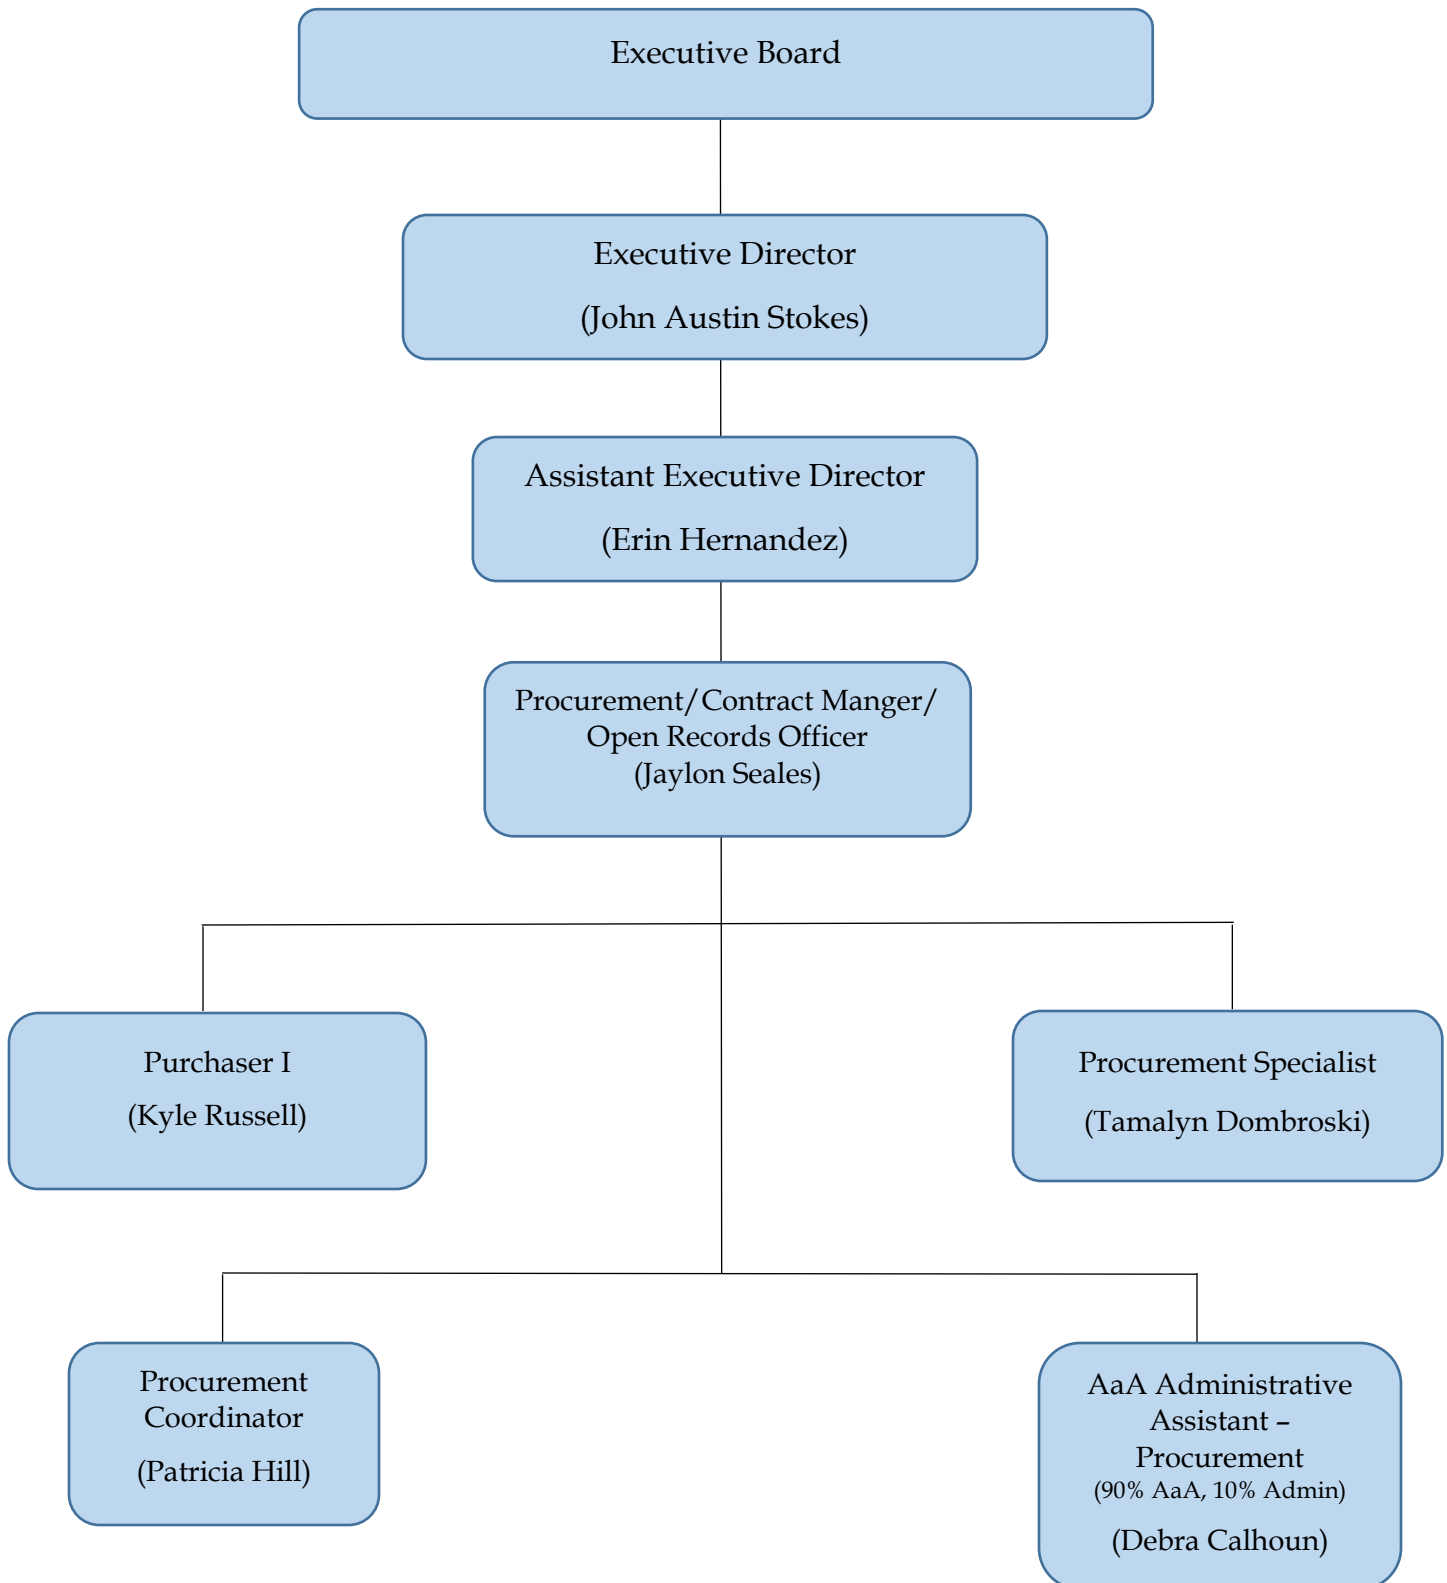 Executive Board
Executive Director
(John Austin Stokes)
Assistant Executive Director
(Erin Hernandez)
Procurement/Contract Manger/
Open Records Officer
(Jaylon Seales)
Purchaser I
(Kyle Russell)
Procurement Specialist
(Tamalyn Dombroski)
Procurement
Coordinator
(Patricia Hill)
AaA Administrative
Assistant –
Procurement
(90% AaA, 10% Admin)
(Debra Calhoun)